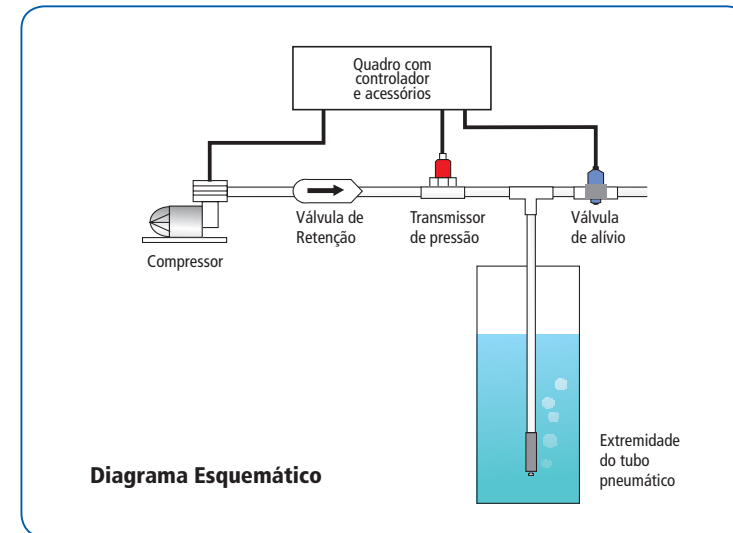 Quadro com
controlador
e acessórios
Válvula de
Retenção
Transmissor
de pressão
Válvula
de alívio
Compressor
Extremidade
do tubo
pneumático
Diagrama Esquemático